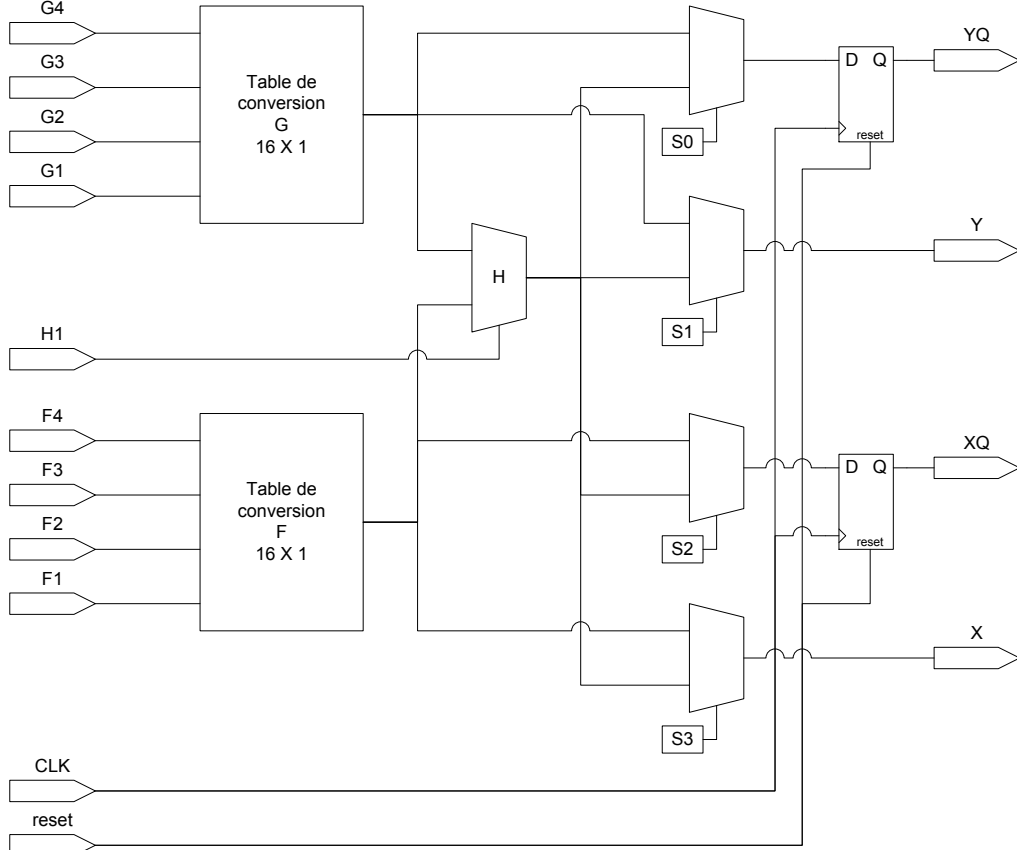 G4
G3
G2
G1
Table de
conversion
G
16 X 1
S0
D Q
reset
YQ
H
S1
Y
H1
F4
F3
F2
F1
Table de
conversion
F
16 X 1
S2
D Q
reset
XQ
S3
X
CLK
reset